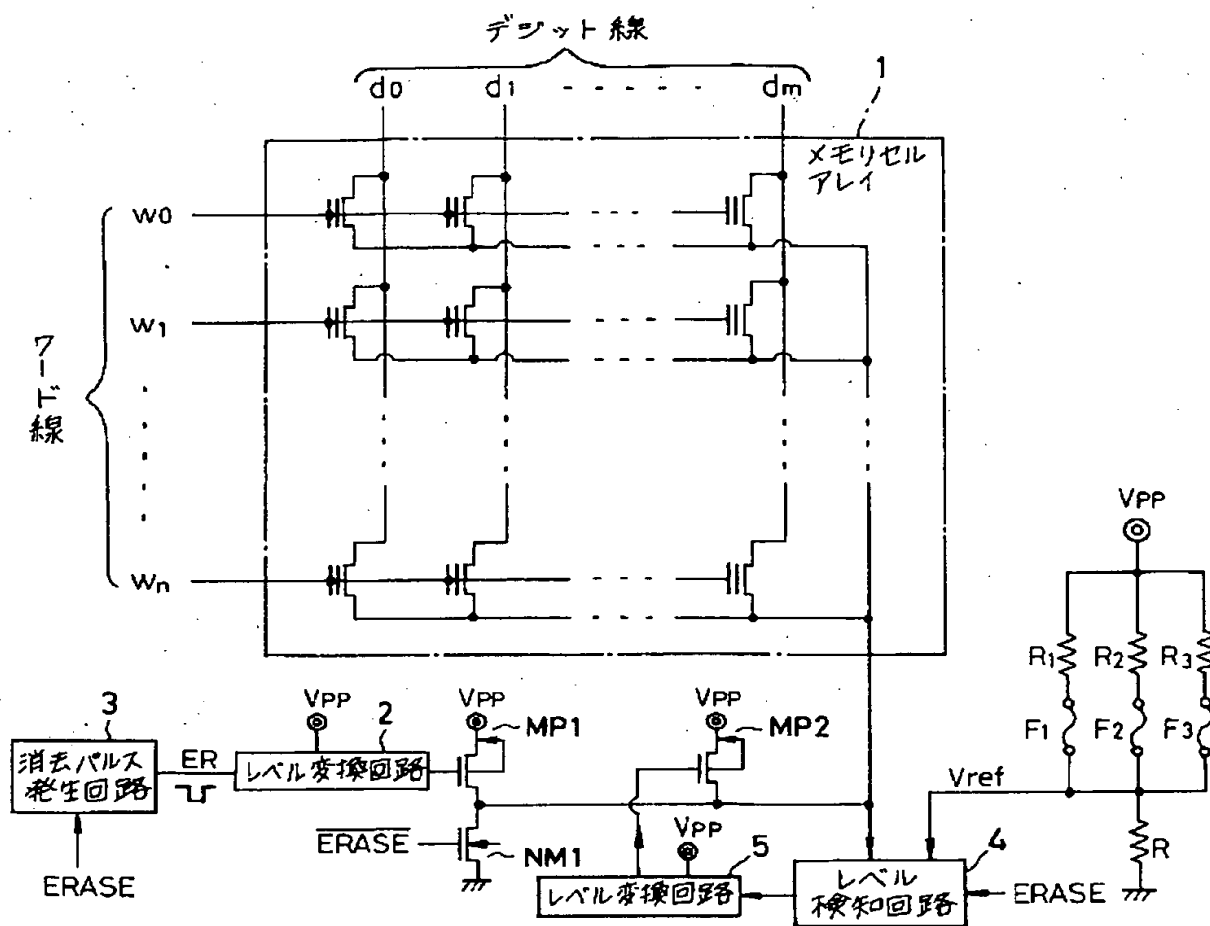 デジット線
d0 d1 dm
1
メモリセル
アレイ
W0
W1
ワード線
Wn
VPP
R1 R2 R3
F1 F2 F3
Vref
R
3
消去パルス
発生回路
ERASE
ER
VPP
2
レベル変換回路
VPP
MP1
ERASE
NM1
VPP
MP2
VPP
5
レベル変換回路
4
レベル
検知回路
ERASE